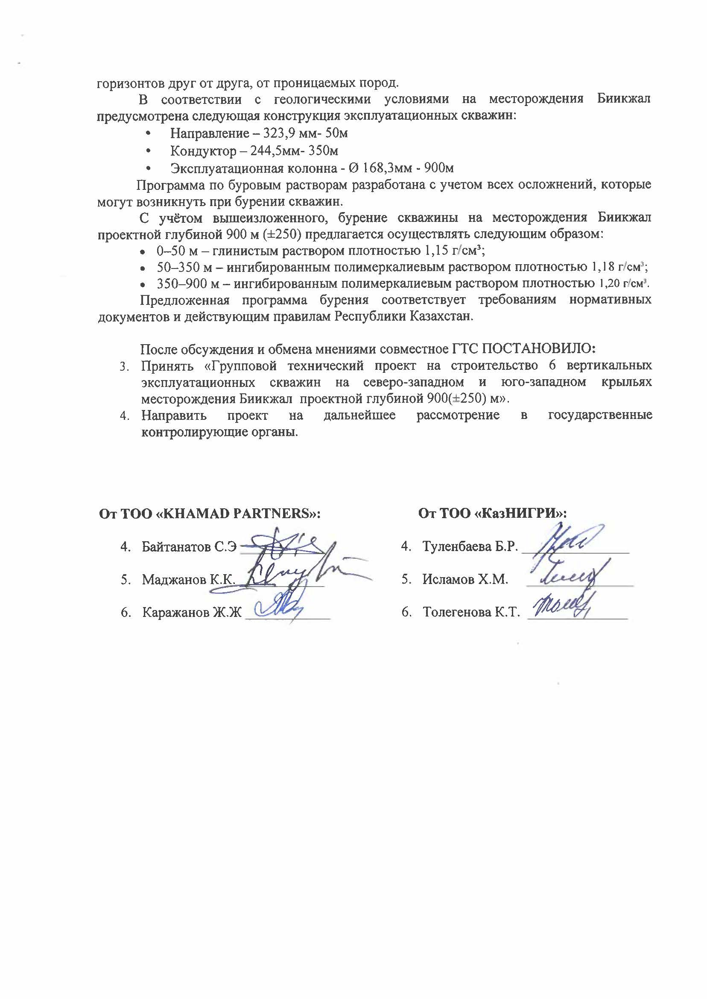 горизонтов друг от друга, от проницаемых пород.
В соответствии с геологическими условиями на месторождения Биикжал
предусмотрена следующая конструкция эксплуатационных скважин:
• Направление – 323,9 мм- 50м
• Кондуктор – 244,5мм- 350м
• Эксплуатационная колонна - Ø 168,3мм - 900м
Программа по буровым растворам разработана с учетом всех осложнений, которые
могут возникнуть при бурении скважин.
С учётом вышеизложенного, бурение скважины на месторождения Биикжал
проектной глубиной 900 м (±250) предлагается осуществлять следующим образом:
• 0–50 м – глинистым раствором плотностью 1,15 г/см³;
• 50–350 м – ингибированным полимеркалиевым раствором плотностью 1,18 г/см³;
• 350–900 м – ингибированным полимеркалиевым раствором плотностью 1,20 г/см³.
Предложенная программа бурения соответствует требованиям нормативных
документов и действующим правилам Республики Казахстан.
После обсуждения и обмена мнениями совместное ГТС ПОСТАНОВИЛО:
3. Принять «Групповой технический проект на строительство 6 вертикальных
эксплуатационных скважин на северо-западном и юго-западном крыльях
месторождения Биикжал проектной глубиной 900(±250) м».
4. Направить проект на дальнейшее рассмотрение в государственные
контролирующие органы.
От ТОО «KHAMAD PARTNERS»: От ТОО «КазНИГРИ»:
4. Байтанатов С.Э 4. Туленбаева Б.Р.
5. Маджанов К.К. 5. Исламов Х.М.
6. Каражанов Ж.Ж 6. Толегенова К.Т.